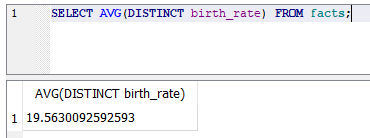 1 SELECT AVG(DISTINCT birth_rate) FROM facts;
AVG(DISTINCT birth_rate)
1 19.5630092592593